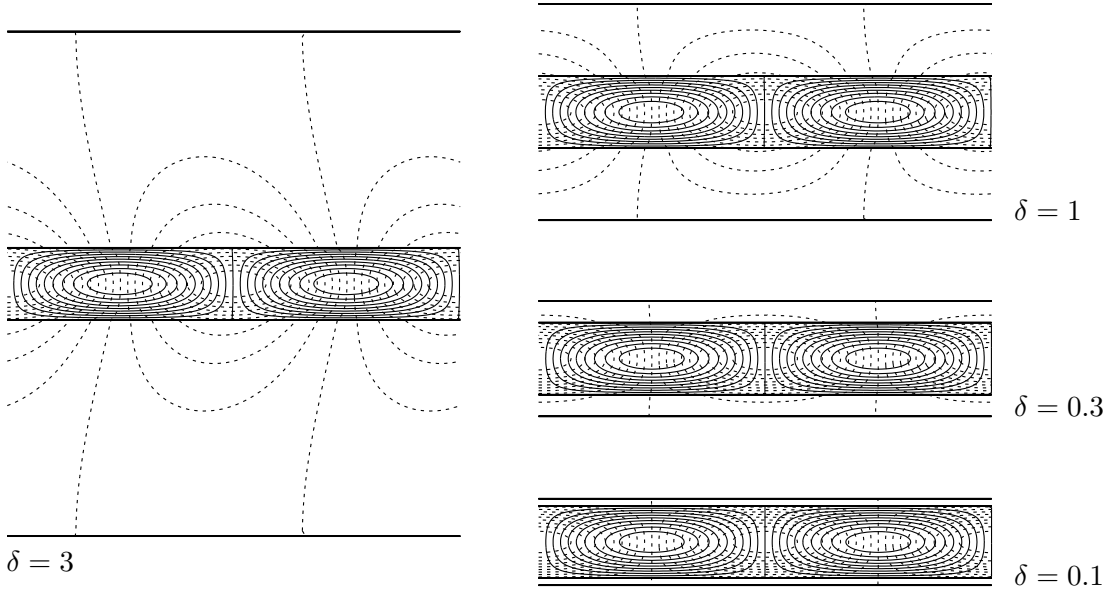 δ = 3
δ = 1
δ = 0.3
δ = 0.1